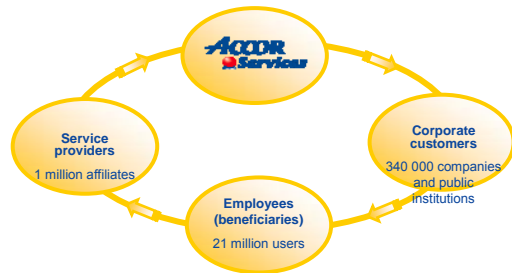 ACCOR
Services
Corporate
customers
340 000 companies
and public
institutions
Employees
(beneficiaries)
21 million users
Service
providers
1 million affiliates